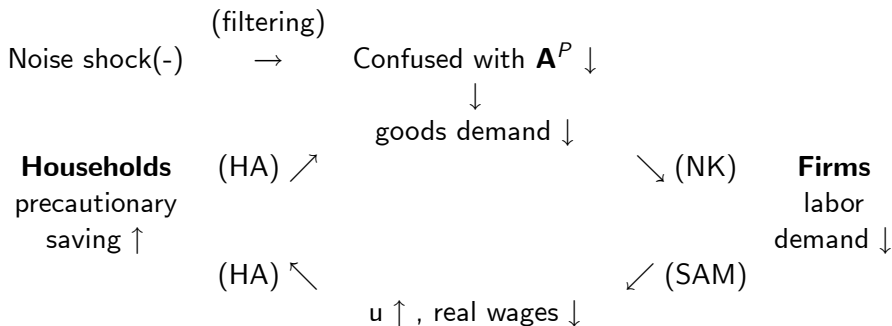 (filtering)
Noise shock(-) → Confused with A^P ↓
↓
goods demand ↓
Households (HA) ↗ ↘ (NK) Firms
precautionary labor
saving ↑ demand ↓
(HA) ↖ ↙ (SAM)
u ↑ , real wages ↓